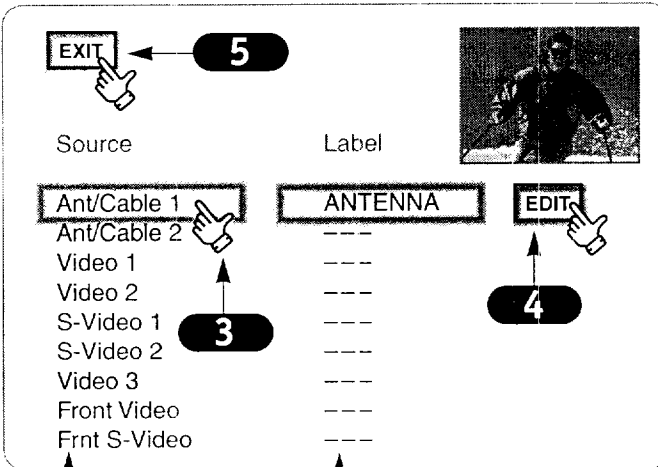 EXIT 5
Source Label
Ant/Cable 1 ANTENNA EDIT
Ant/Cable 2 ---
Video 1 ---
Video 2 --- 4
S-Video 1 --- 3
S-Video 2 ---
Video 3 ---
Front Video ---
Frnt S-Video ---